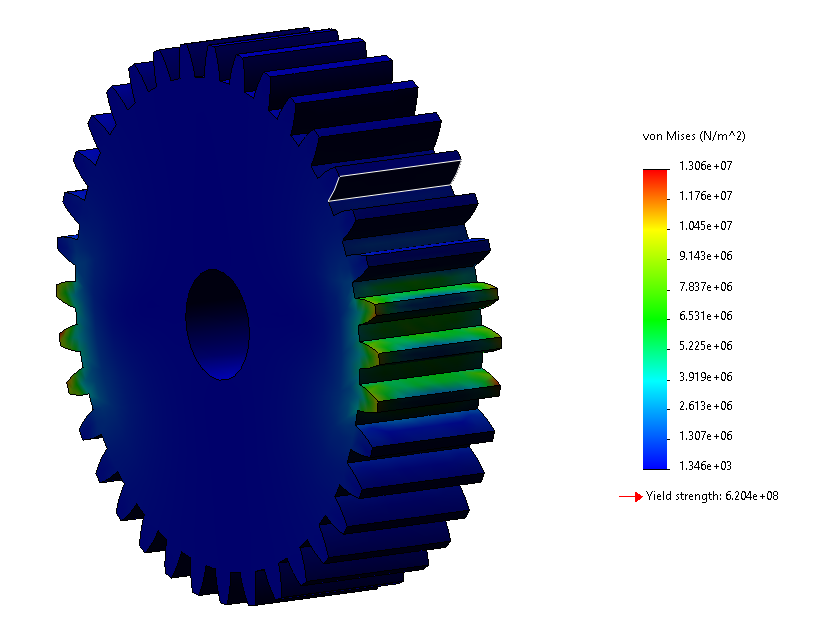 von Mises (N/m^2)
1.306e+07
1.176e+07
1.045e+07
9.143e+06
7.837e+06
6.531e+06
5.225e+06
3.919e+06
2.613e+06
1.307e+06
1.346e+03
Yield strength: 6.204e+08